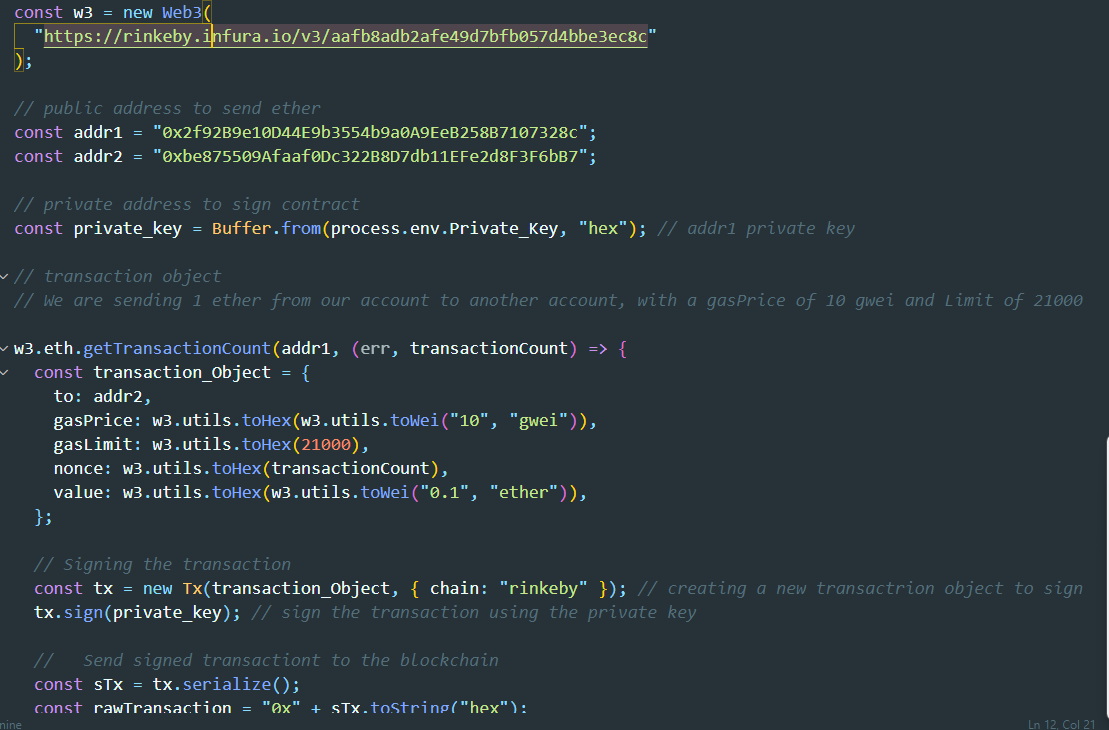 const w3 = new Web3(
"https://rinkeby.infura.io/v3/aafb8adb2afe49d7bfb057d4bbe3ec8c"
);
// public address to send ether
const addr1 = "0x2f92B9e10D44E9b3554b9a0A9EeB258B7107328c";
const addr2 = "0xbe875509Afaaf0Dc322B8D7db11EFe2d8F3F6bB7";
// private address to sign contract
const private_key = Buffer.from(process.env.Private_Key, "hex"); // addr1 private key
// transaction object
// We are sending 1 ether from our account to another account, with a gasPrice of 10 gwei and Limit of 21000
w3.eth.getTransactionCount(addr1, (err, transactionCount) => {
const transaction_Object = {
to: addr2,
gasPrice: w3.utils.toHex(w3.utils.toWei("10", "gwei")),
gasLimit: w3.utils.toHex(21000),
nonce: w3.utils.toHex(transactionCount),
value: w3.utils.toHex(w3.utils.toWei("0.1", "ether")),
};
// Signing the transaction
const tx = new Tx(transaction_Object, { chain: "rinkeby" }); // creating a new transactrion object to sign
tx.sign(private_key); // sign the transaction using the private key
//   Send signed transactiont to the blockchain
const sTx = tx.serialize();
const rawTransaction = "0x" + sTx.toString("hex");
nine
Ln 12, Col 21